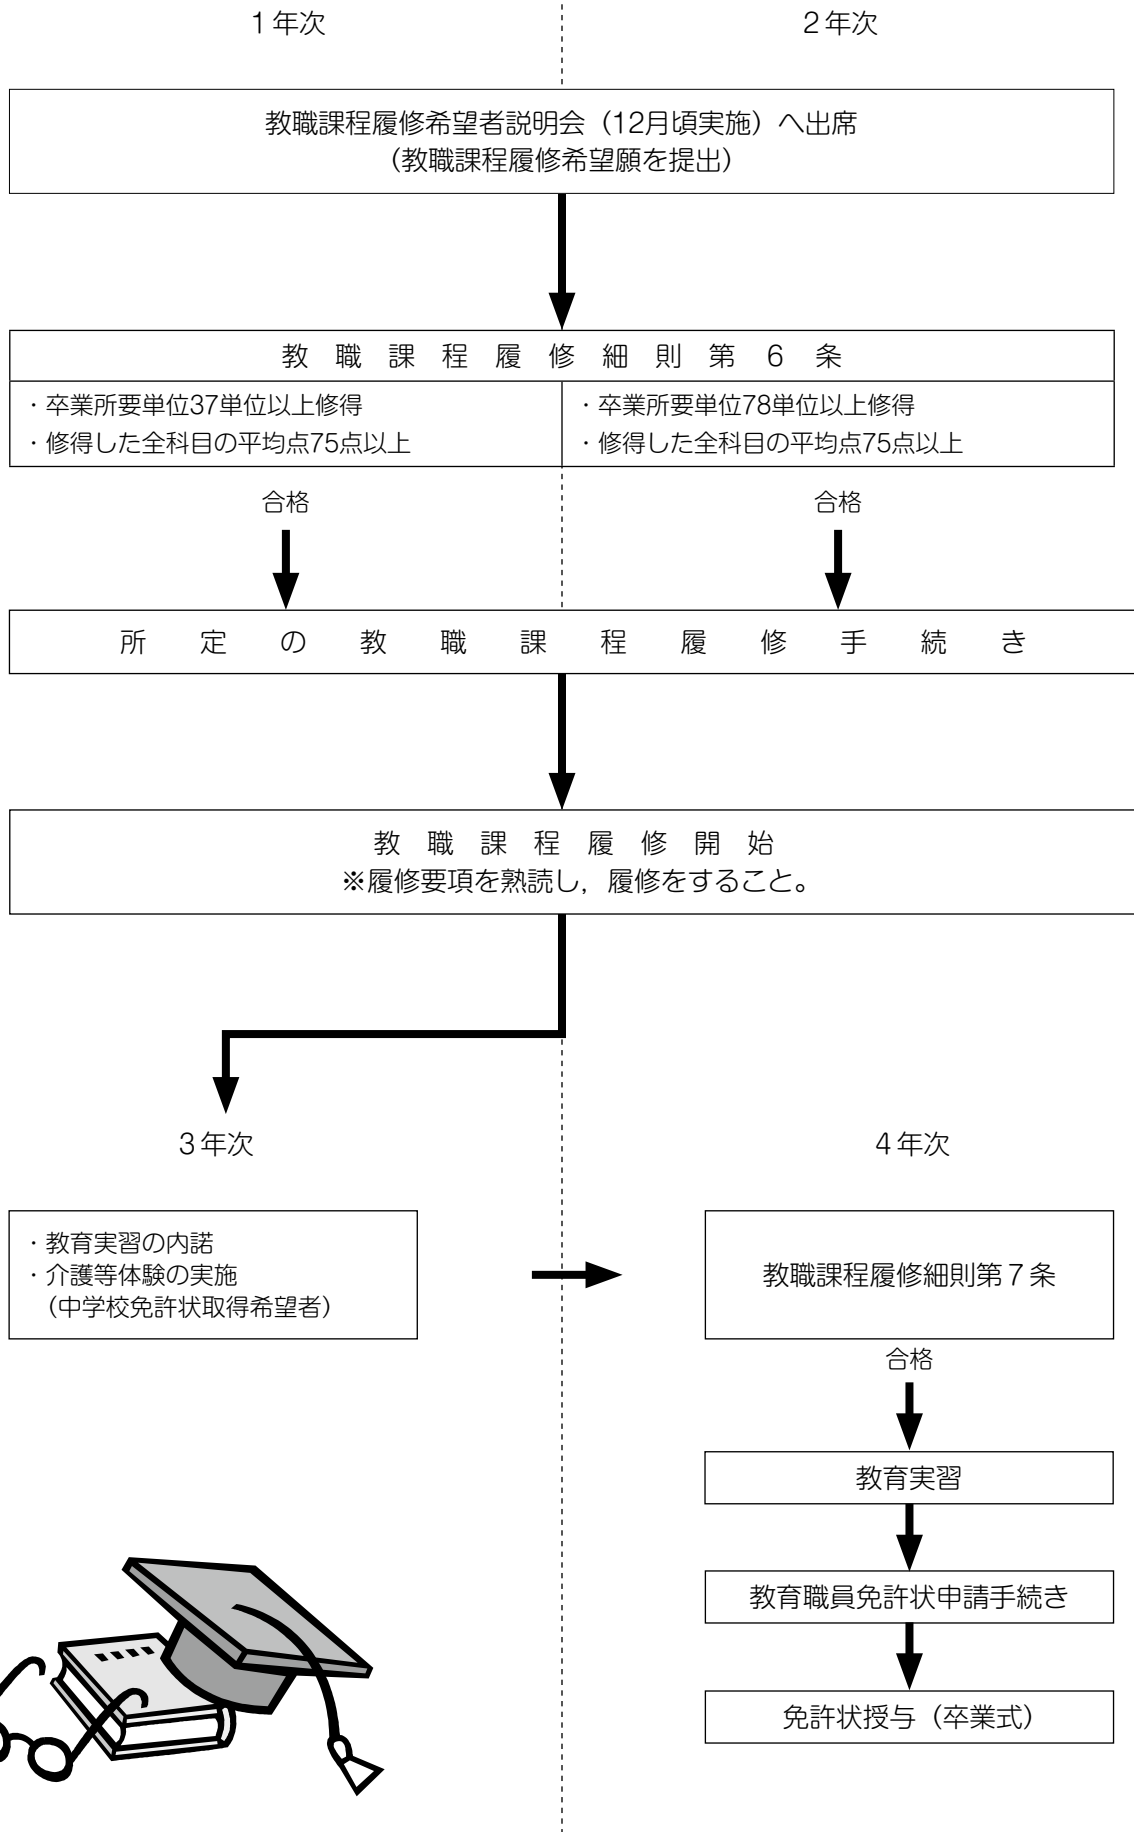 1年次
2年次
教職課程履修希望者説明会（12月頃実施）へ出席
（教職課程履修希望願を提出）
教職課程履修細則第6条
・卒業所要単位37単位以上修得
・修得した全科目の平均点75点以上
・卒業所要単位78単位以上修得
・修得した全科目の平均点75点以上
合格
合格
所定の教職課程履修手続き
教職課程履修開始
※履修要項を熟読し，履修をすること。
3年次
4年次
・教育実習の内諾
・介護等体験の実施
（中学校免許状取得希望者）
教職課程履修細則第7条
合格
教育実習
教育職員免許状申請手続き
免許状授与（卒業式）